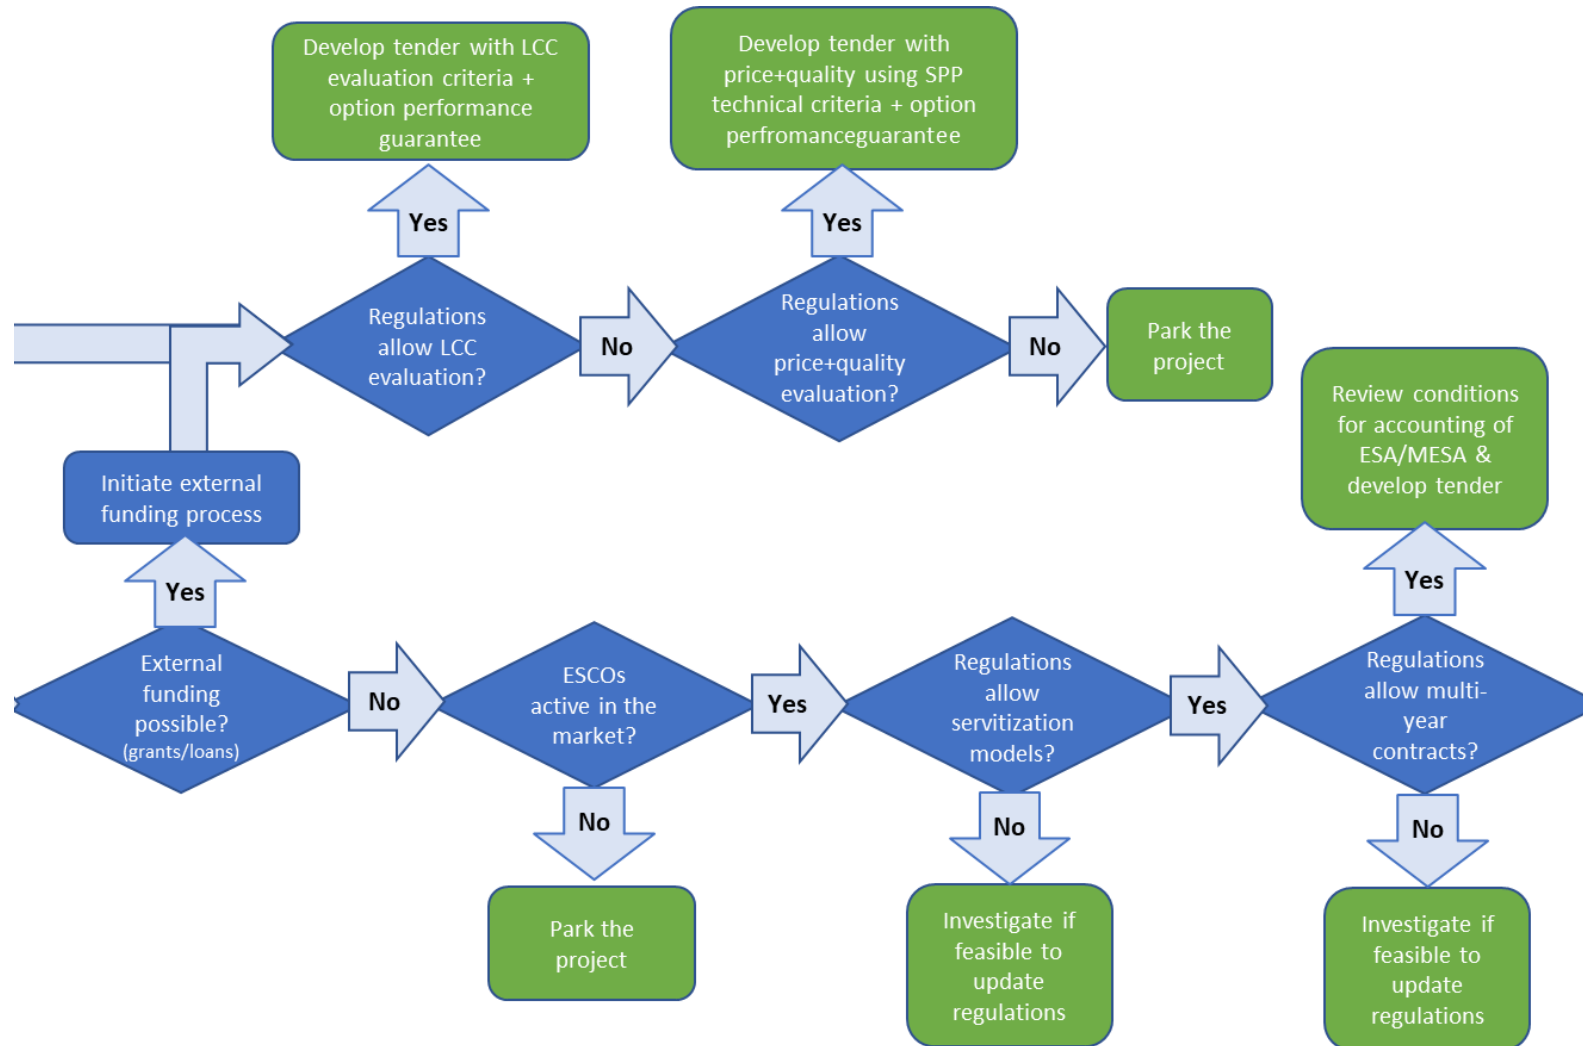 Develop tender with LCC
evaluation criteria +
option performance
guarantee
Develop tender with
price+quality using SPP
technical criteria + option
perfromanceguarantee
Yes
Yes
Regulations
allow LCC
evaluation?
No
Regulations
allow
price+quality
evaluation?
No
Park the
project
Review conditions
for accounting of
ESA/MESA &
develop tender
Initiate external
funding process
Yes
Yes
External
funding
possible?
(grants/loans)
No
ESCOs
active in the
market?
Yes
Regulations
allow
servitization
models?
Yes
Regulations
allow multi-
year
contracts?
No
No
No
Park the
project
Investigate if
feasible to
update
regulations
Investigate if
feasible to
update
regulations